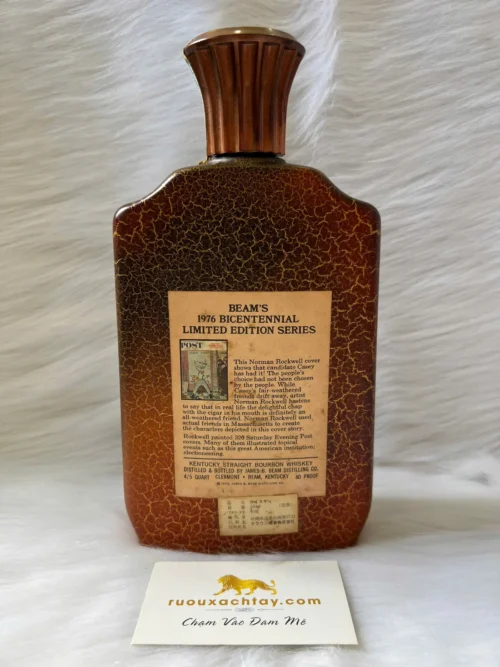 BEAM'S
1976 BICENTENNIAL
LIMITED EDITION SERIES
POST
This Norman Rockwell cover
shows that candidate Casey
has had it! The people's
choice had not been chosen
by the people. While
Casey's fair-weathered
friends drift away, artist
Norman Rockwell hastens
to say that in real life the delightful chap
with the cigar in his mouth is definitely an
all-weathered friend. Norman Rockwell used
actual friends in Massachusetts to create
the characters depicted in this cover story.
Rockwell painted 322 Saturday Evening Post
covers. Many of them illustrated topical
events such as this great American institution:
electioneering.
KENTUCKY STRAIGHT BOURBON WHISKEY
DISTILLED & BOTTLED BY JAMES B. BEAM DISTILLING CO.
4/5 QUART CLERMONT • BEAM, KENTUCKY 80 PROOF
ruouxachtay.com
Chạm Vào Đam Mê